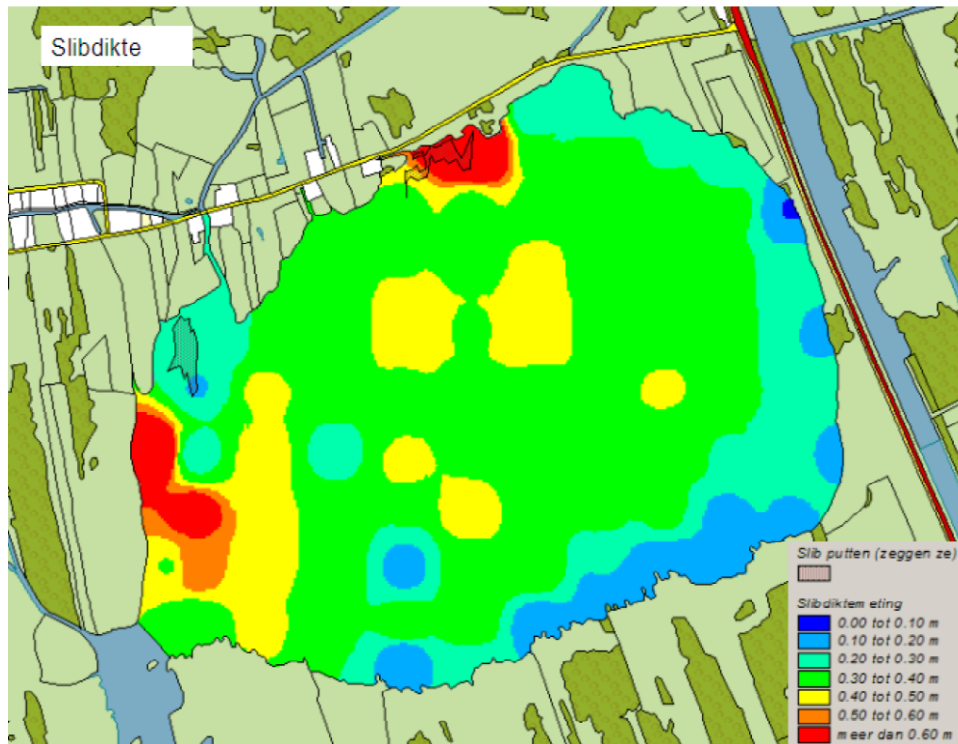 Slibdikte
Slib putten (zeggen ze)
Slibdiktem eting
0.00 tot 0.10 m
0.10 tot 0.20 m
0.20 tot 0.30 m
0.30 tot 0.40 m
0.40 tot 0.50 m
0.50 tot 0.60 m
meer dan 0.60 m